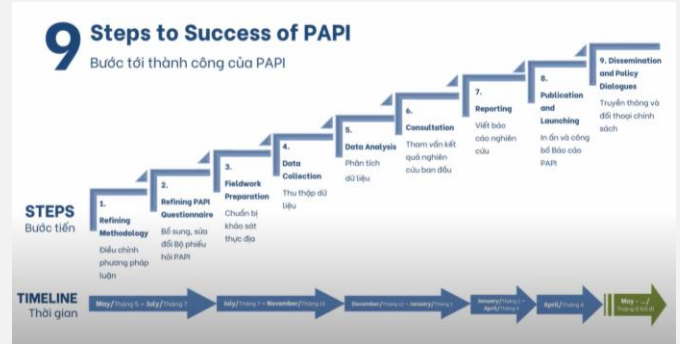 9 Steps to Success of PAPI
Bước tới thành công của PAPI
1.
Refining
Methodology
Điều chỉnh
phương pháp
luận
2.
Refining PAPI
Questionnaire
Bổ sung, sửa
đổi Bộ phiếu
hỏi PAPI
3.
Fieldwork
Preparation
Chuẩn bị
khảo sát
thực địa
4.
Data
Collection
Thu thập dữ
liệu
5.
Data Analysis
Phân tích
dữ liệu
6.
Consultation
Tham vấn kết
quả nghiên
cứu ban đầu
7.
Reporting
Viết báo
cáo nghiên
cứu
8.
Publication
and
Launching
In ấn và công
bố Báo cáo
PAPI
9. Dissemination
and Policy
Dialogues
Truyền thông và
đối thoại chính
sách
STEPS
Bước tiến
TIMELINE
Thời gian
May/Tháng 5 - July/Tháng 7
July/Tháng 7 - November/Tháng 11
December/Tháng 12 - January/Tháng 1
January/
April/Tháng 4
April/Tháng 4
May - .../